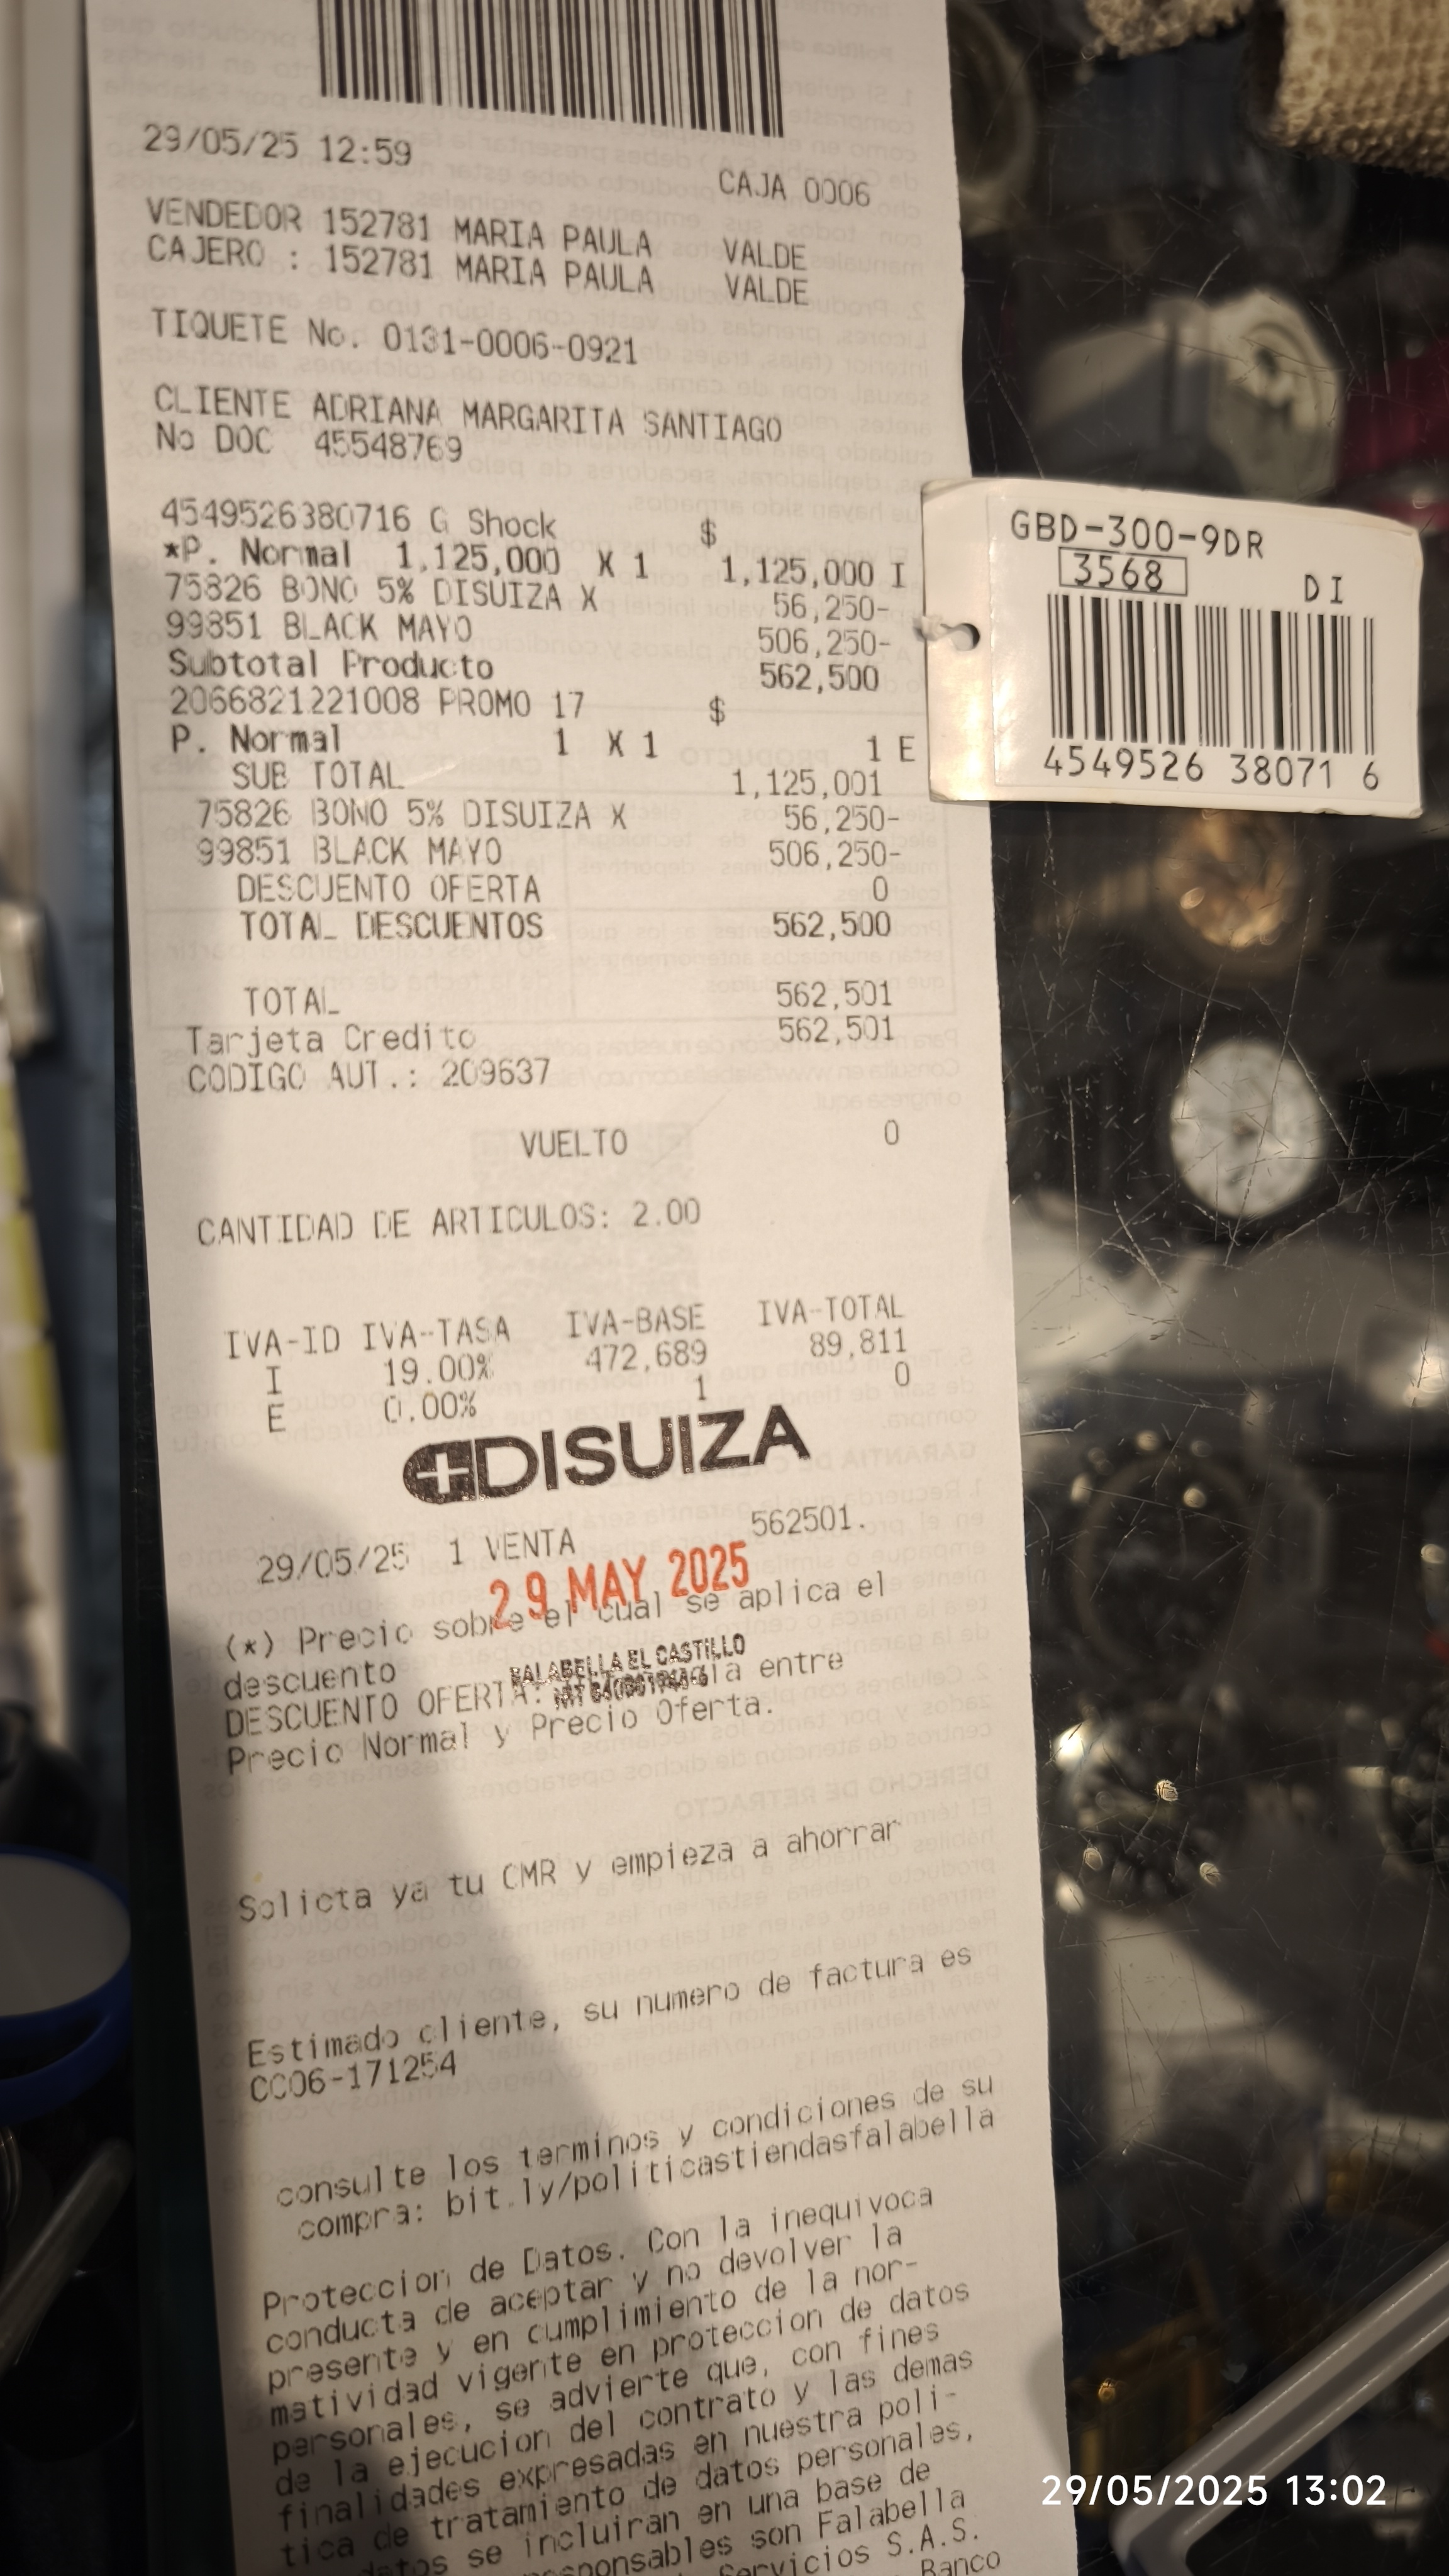 29/05/25 12:59
CAJA 0006
VENDEDOR 152781 MARIA PAULA VALDE
CAJERO : 152781 MARIA PAULA VALDE
TIQUETE No. 0131-0006-0921
CLIENTE ADRIANA MARGARITA SANTIAGO
No DOC 45548769
4549526380716 G Shock $
*P. Normal 1,125,000 X 1 1,125,000 I
75826 BONO 5% DISUIZA X 56,250-
99851 BLACK MAYO 506,250-
Subtotal Producto 562,500
2066821221008 PROMO 17 $
P. Normal 1 X 1 1 E
SUB TOTAL 1,125,001
75826 BONO 5% DISUIZA X 56,250-
99851 BLACK MAYO 506,250-
DESCUENTO OFERTA 0
TOTAL DESCUENTOS 562,500
TOTAL 562,501
Tarjeta Credito 562,501
CODIGO AUT.: 209637
VUELTO 0
CANTIDAD DE ARTICULOS: 2.00
IVA-ID IVA-TASA IVA-BASE IVA-TOTAL
I 19.00% 472,689 89,811
E 0.00% 1 0
DISUIZA
29/05/25 1 VENTA 562501.
29 MAY 2025
(*) Precio sobre el cual se aplica el
descuento
FALABELLA EL CASTILLO
DESCUENTO OFERTA: entre
Precio Normal y Precio Oferta.
Solicta ya tu CMR y empieza a ahorrar
Estimado cliente, su numero de factura es
CC06-171254
consulte los terminos y condiciones de su
compra: bit.ly/politicastiendasfalabella
Proteccion de Datos. Con la inequivoca
conducta de aceptar y no devolver la
presente y en cumplimiento de la nor-
matividad vigente en proteccion de datos
personales, se advierte que, con fines
de la ejecucion del contrato y las demas
finalidades expresadas en nuestra poli-
tica de tratamiento de datos personales,
se incluiran en una base de
son Falabella
Servicios S.A.S.
Banco
GBD-300-9DR
3568
DI
4549526 38071 6
29/05/2025 13:02